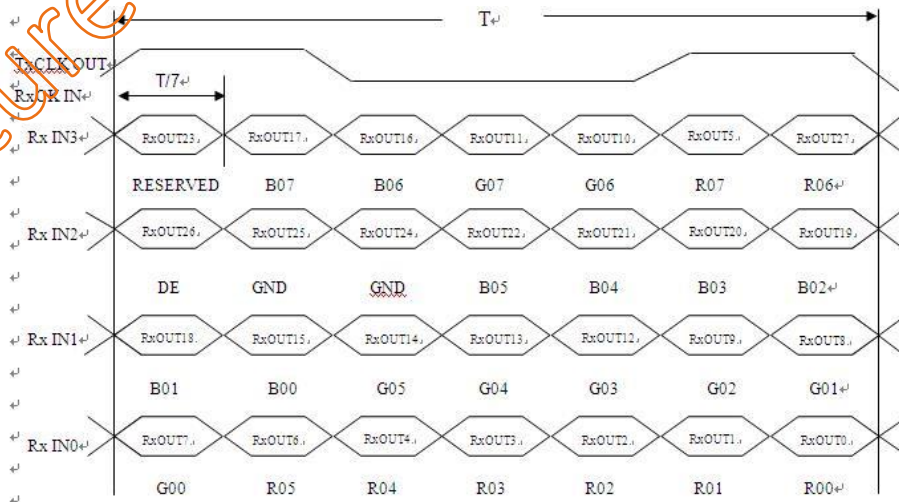 T
TxCLK OUT
T/7
RxCK IN
Rx IN3 RxOUT23 RxOUT17 RxOUT16 RxOUT11 RxOUT10 RxOUT5 RxOUT27
RESERVED B07 B06 G07 G06 R07 R06
Rx IN2 RxOUT26 RxOUT25 RxOUT24 RxOUT22 RxOUT21 RxOUT20 RxOUT19
DE GND GND B05 B04 B03 B02
Rx IN1 RxOUT18 RxOUT15 RxOUT14 RxOUT13 RxOUT12 RxOUT9 RxOUT8
B01 B00 G05 G04 G03 G02 G01
Rx IN0 RxOUT7 RxOUT6 RxOUT4 RxOUT3 RxOUT2 RxOUT1 RxOUT0
G00 R05 R04 R03 R02 R01 R00